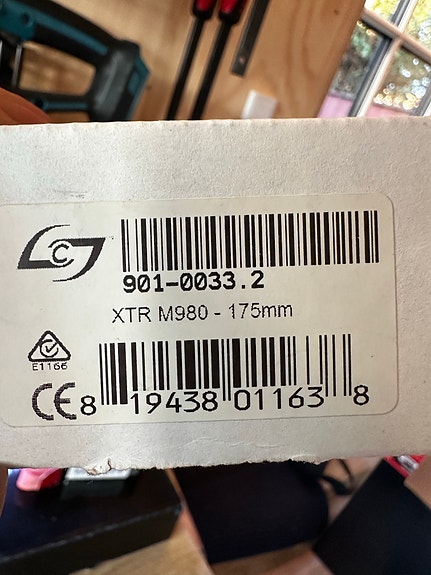 C
901-0033.2
XTR M980 - 175mm
E1166
CE 8 19438 01163 8